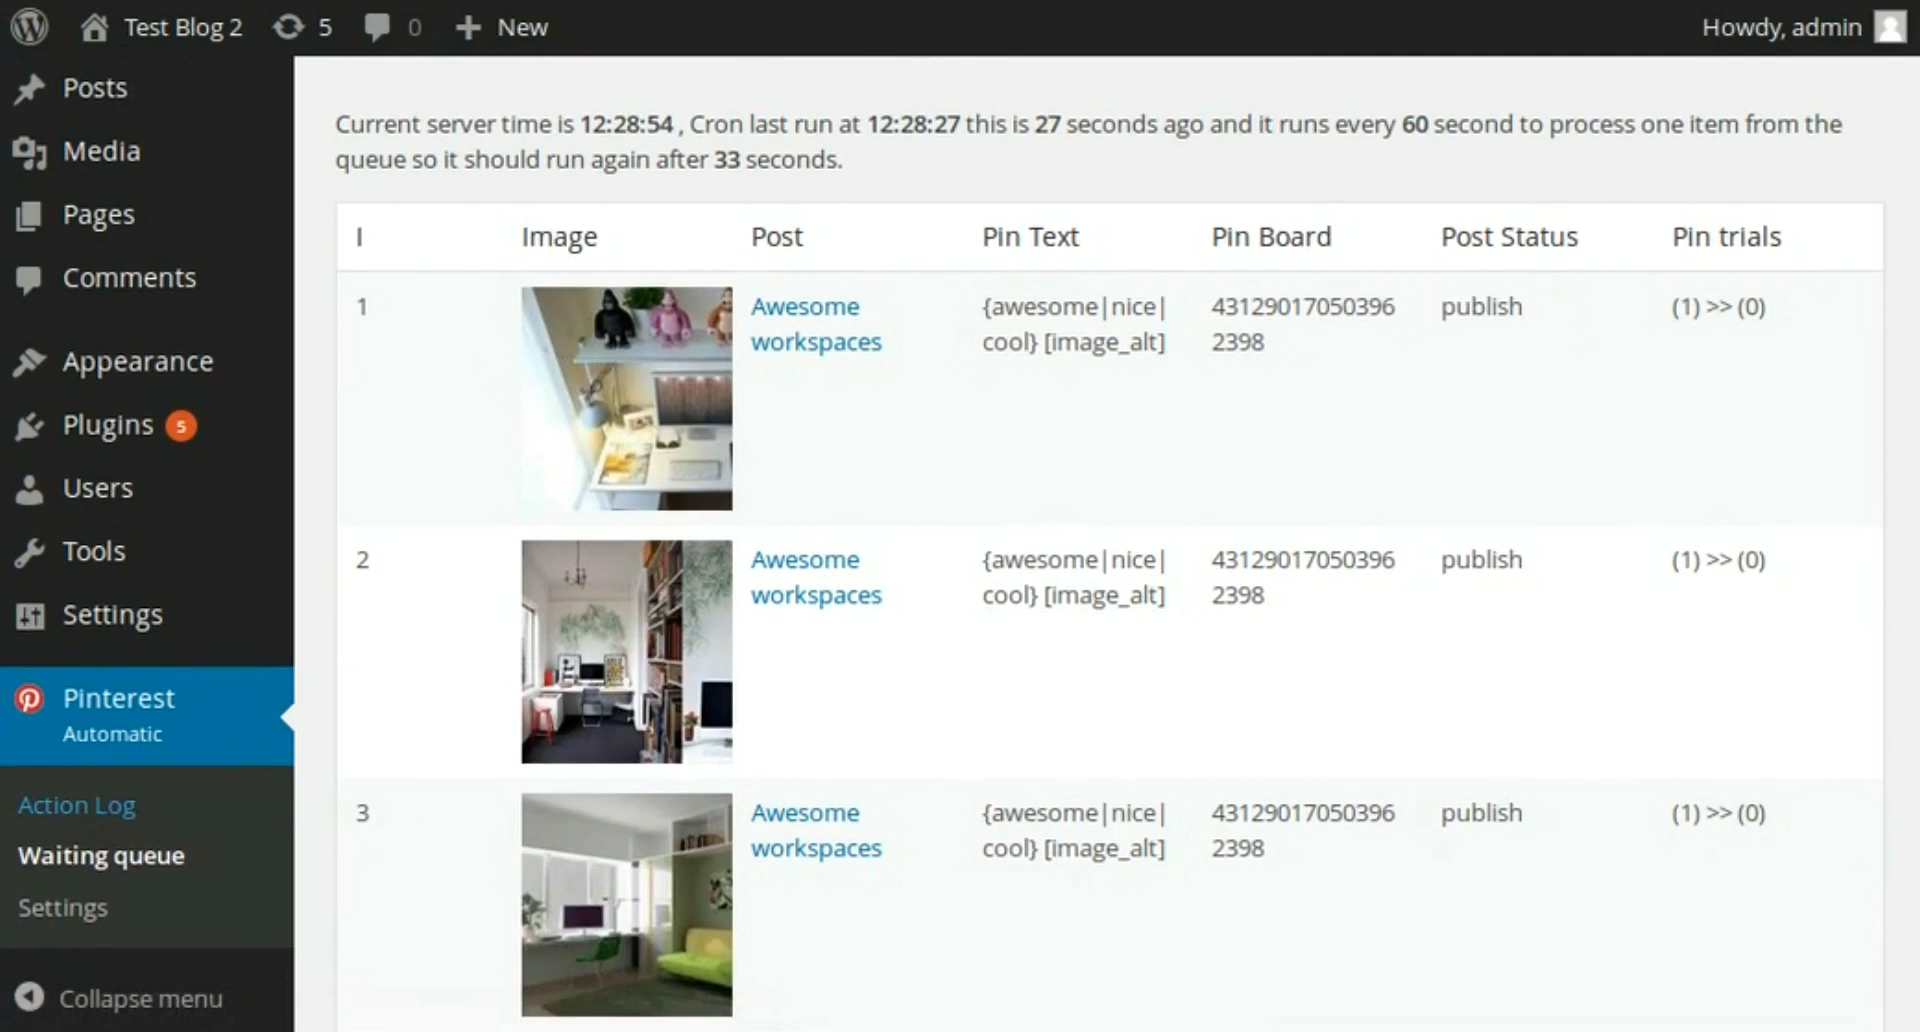 Test Blog 2
5
0
New
Howdy, admin
Posts
Media
Pages
Comments
Appearance
Plugins 5
Users
Tools
Settings
Pinterest
Automatic
Action Log
Waiting queue
Settings
Collapse menu
Current server time is 12:28:54 , Cron last run at 12:28:27 this is 27 seconds ago and it runs every 60 second to process one item from the
queue so it should run again after 33 seconds.
I Image Post Pin Text Pin Board Post Status Pin trials
1 Awesome {awesome|nice| 43129017050396 publish (1) >> (0)
workspaces cool} [image_alt] 2398
2 Awesome {awesome|nice| 43129017050396 publish (1) >> (0)
workspaces cool} [image_alt] 2398
3 Awesome {awesome|nice| 43129017050396 publish (1) >> (0)
workspaces cool} [image_alt] 2398